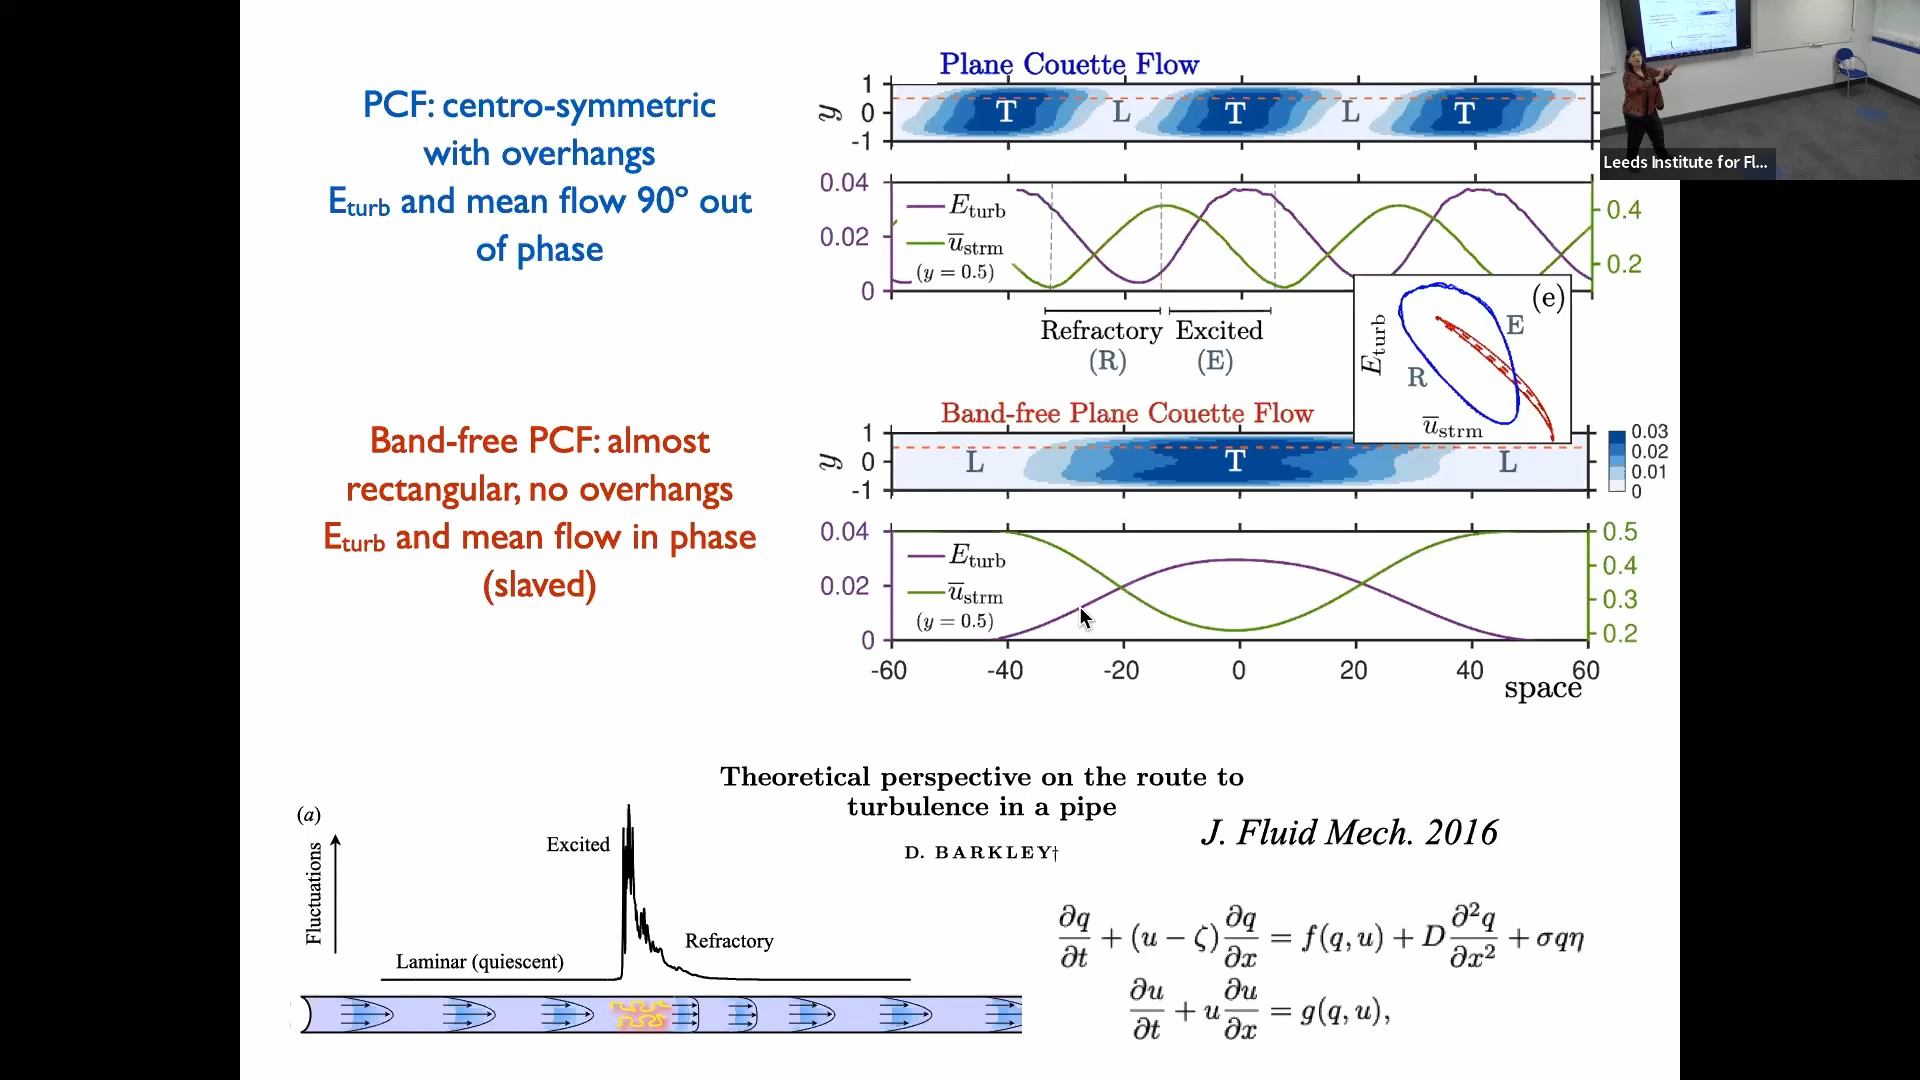 PCF: centro-symmetric
with overhangs
Eturb and mean flow 90º out
of phase
Plane Couette Flow
1
y 0
-1
T L T L T
0.04
0.02
0
Eturb
u̅strm
(y = 0.5)
0.4
0.2
Refractory Excited
(R) (E)
(e)
Eturb
E
R
u̅strm
Leeds Institute for Fl...
Band-free PCF: almost
rectangular, no overhangs
Eturb and mean flow in phase
(slaved)
Band-free Plane Couette Flow
1
y 0
-1
L T L
0.03
0.02
0.01
0
0.04
0.02
0
Eturb
u̅strm
(y = 0.5)
0.5
0.4
0.3
0.2
-60 -40 -20 0 20 40 60
space
Theoretical perspective on the route to
turbulence in a pipe
D. BARKLEY†
J. Fluid Mech. 2016
(a)
Fluctuations
Excited
Refractory
Laminar (quiescent)
∂q/∂t + (u − ζ)∂q/∂x = f(q, u) + D∂²q/∂x² + σqη
∂u/∂t + u∂u/∂x = g(q, u),